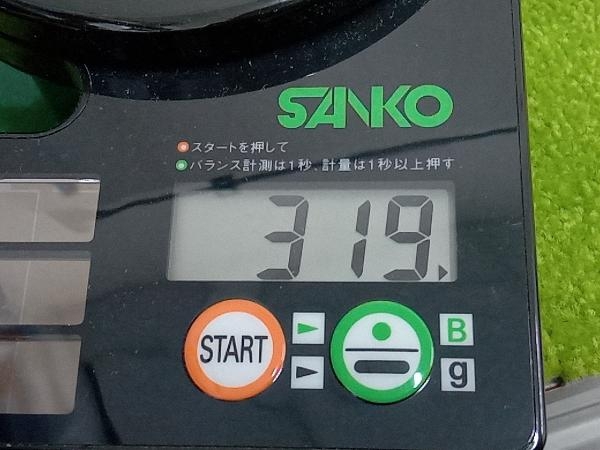 SANKO
スタートを押して
バランス計測は1秒、計量は1秒以上押す.
319
START
B
g